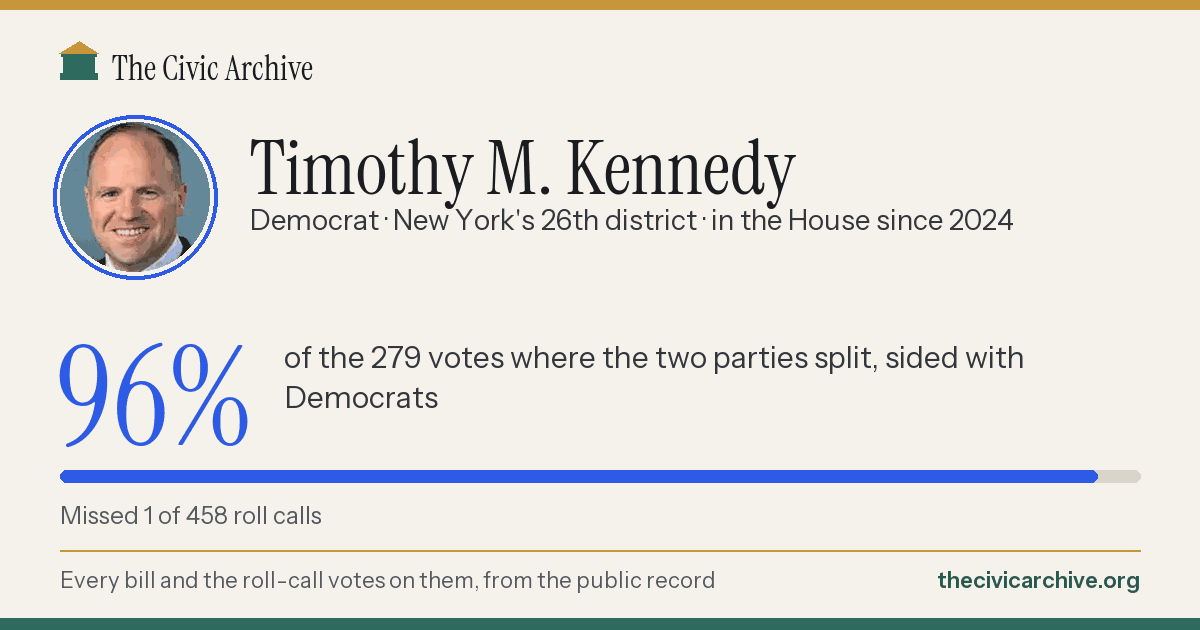 The Civic Archive
Timothy M. Kennedy
Democrat · New York's 26th district · in the House since 2024
96%
of the 279 votes where the two parties split, sided with
Democrats
Missed 1 of 458 roll calls
Every bill and the roll-call votes on them, from the public record
thecivicarchive.org